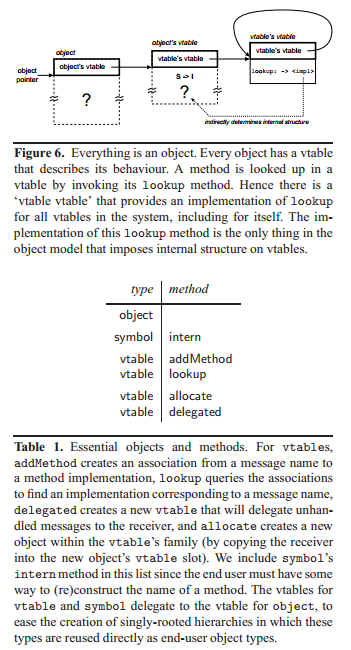 object
object's vtable
vtable's vtable
object pointer
object's vtable
vtable's vtable
vtable's vtable
?
S -> I
?
lookup: -> <impl>
indirectly determines internal structure
Figure 6. Everything is an object. Every object has a vtable
that describes its behaviour. A method is looked up in a
vtable by invoking its lookup method. Hence there is a
'vtable vtable' that provides an implementation of lookup
for all vtables in the system, including for itself. The im-
plementation of this lookup method is the only thing in the
object model that imposes internal structure on vtables.
type method
object
symbol intern
vtable addMethod
vtable lookup
vtable allocate
vtable delegated
Table 1. Essential objects and methods. For vtables,
addMethod creates an association from a message name to
a method implementation, lookup queries the associations
to find an implementation corresponding to a message name,
delegated creates a new vtable that will delegate unhan-
dled messages to the receiver, and allocate creates a new
object within the vtable's family (by copying the receiver
into the new object's vtable slot). We include symbol's
intern method in this list since the end user must have some
way to (re)construct the name of a method. The vtables for
vtable and symbol delegate to the vtable for object, to
ease the creation of singly-rooted hierarchies in which these
types are reused directly as end-user object types.